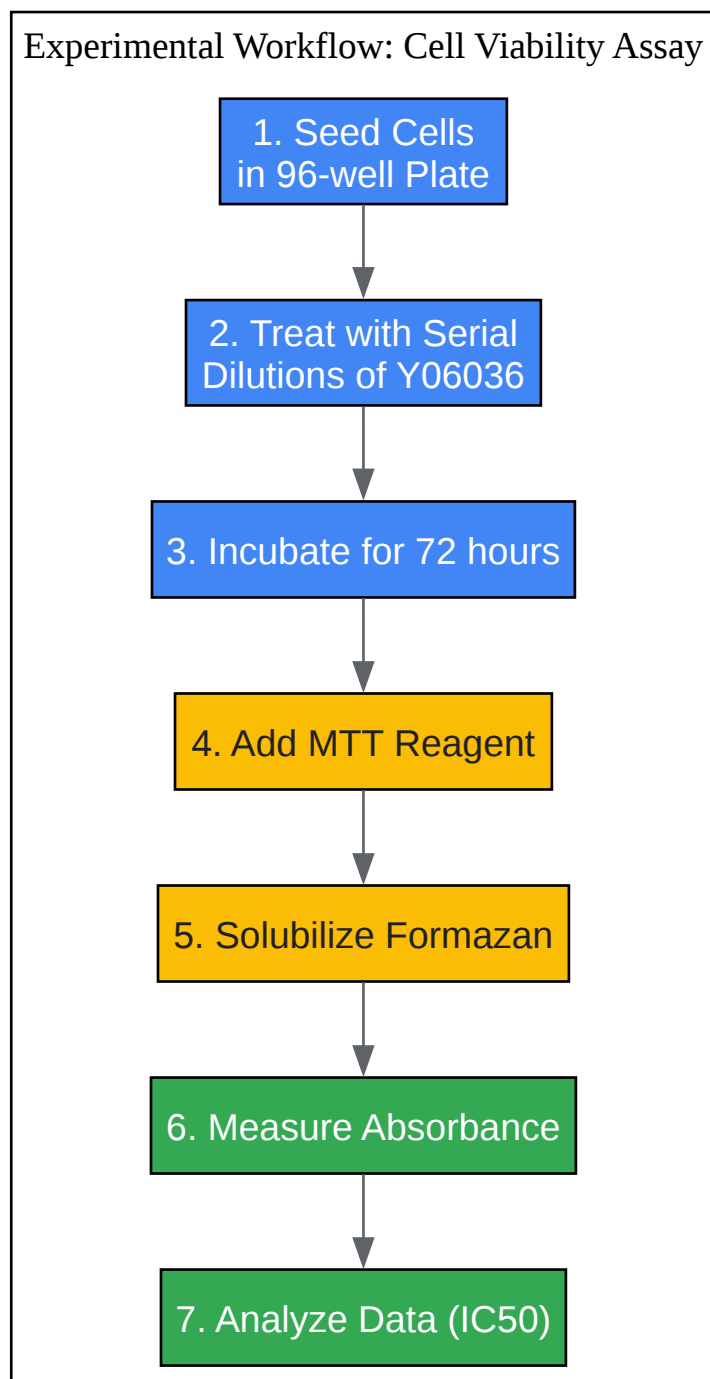 Experimental Workflow: Cell Viability Assay
1. Seed Cells
in 96-well Plate
2. Treat with Serial
Dilutions of Y06036
3. Incubate for 72 hours
4. Add MTT Reagent
5. Solubilize Formazan
6. Measure Absorbance
7. Analyze Data (IC50)